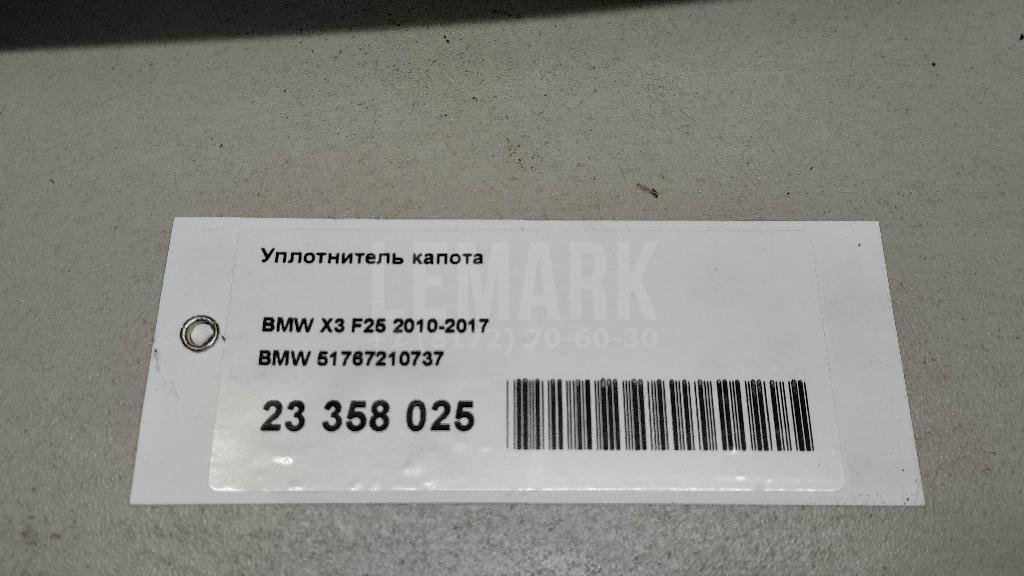 Уплотнитель капота
LEMARK
BMW X3 F25 2010-2017
+7 (8172) 70-60-30
BMW 51767210737
23 358 025